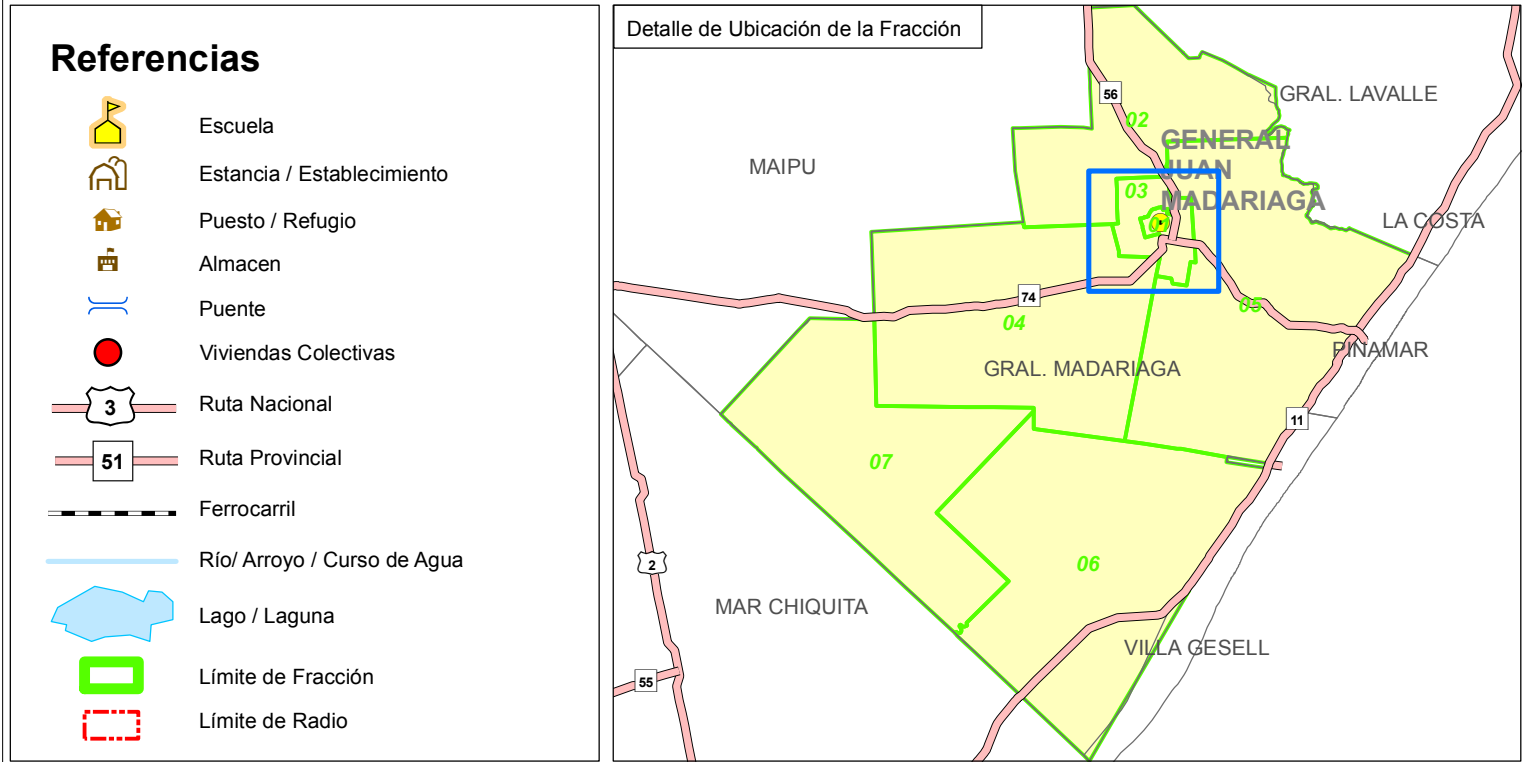 Referencias
Escuela
Estancia / Establecimiento
Puesto / Refugio
Almacen
Puente
Viviendas Colectivas
3
Ruta Nacional
51
Ruta Provincial
Ferrocarril
Río/ Arroyo / Curso de Agua
Lago / Laguna
Límite de Fracción
Límite de Radio
Detalle de Ubicación de la Fracción
56
GRAL. LAVALLE
02
GENERAL
JUAN
MADARIAGA
MAIPU
03
LA COSTA
74
05
04
PINAMAR
GRAL. MADARIAGA
11
07
2
06
MAR CHIQUITA
VILLA GESELL
55